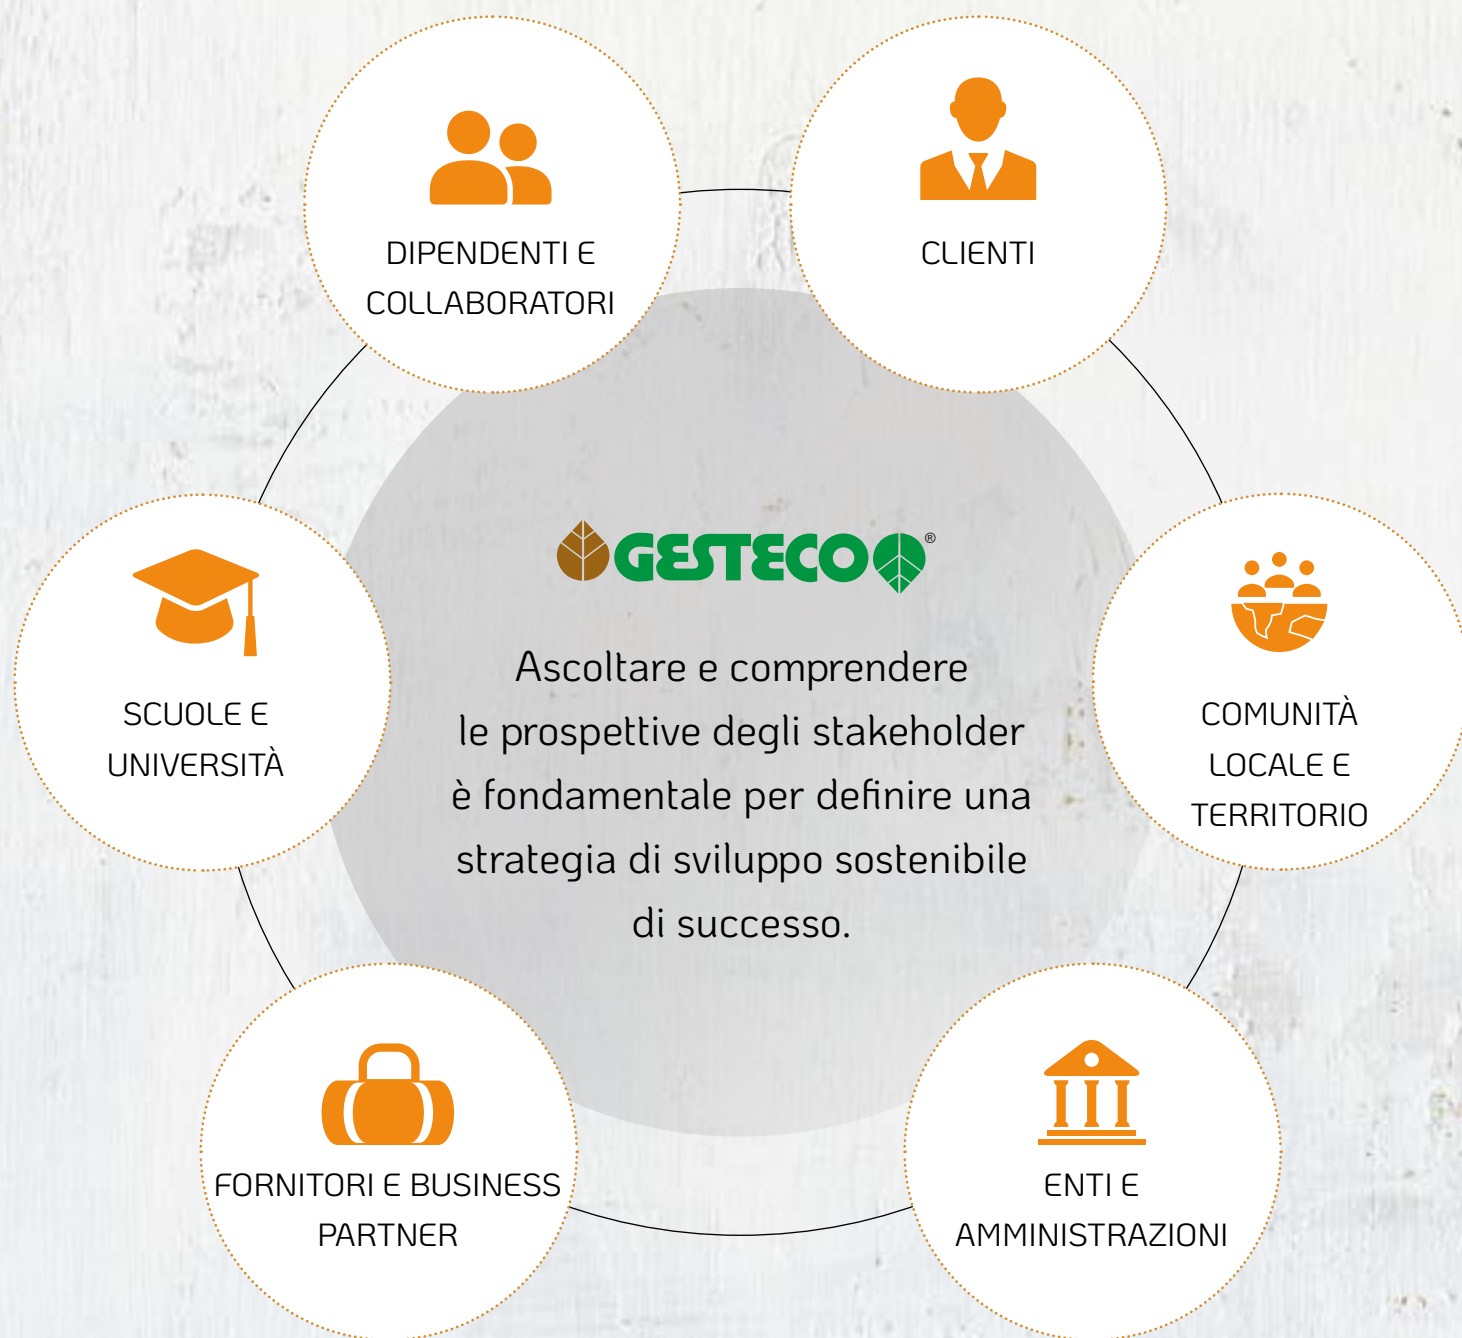 DIPENDENTI E
COLLABORATORI
CLIENTI
GESTECO®
Ascoltare e comprendere
le prospettive degli stakeholder
è fondamentale per definire una
strategia di sviluppo sostenibile
di successo.
SCUOLE E
UNIVERSITÀ
COMUNITÀ
LOCALE E
TERRITORIO
FORNITORI E BUSINESS
PARTNER
ENTI E
AMMINISTRAZIONI